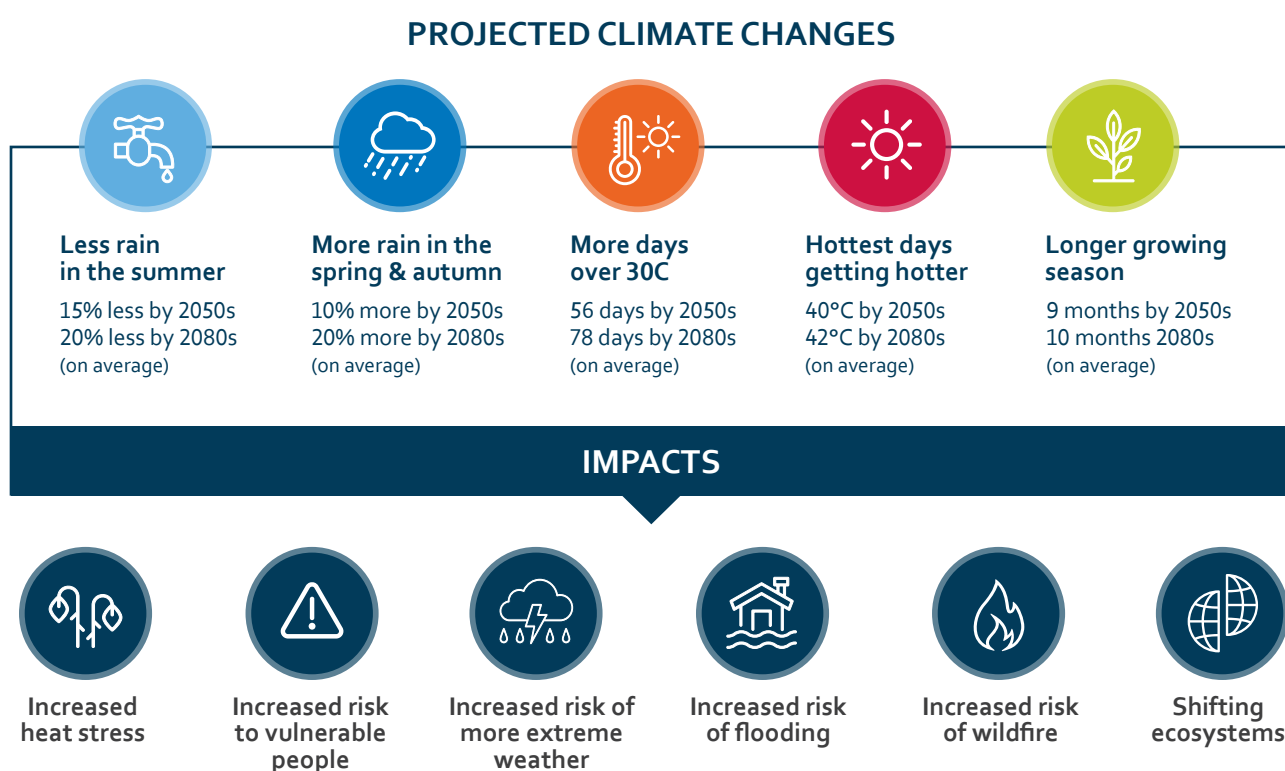 PROJECTED CLIMATE CHANGES
Less rain
in the summer
15% less by 2050s
20% less by 2080s
(on average)
More rain in the
spring & autumn
10% more by 2050s
20% more by 2080s
(on average)
More days
over 30C
56 days by 2050s
78 days by 2080s
(on average)
Hottest days
getting hotter
40°C by 2050s
42°C by 2080s
(on average)
Longer growing
season
9 months by 2050s
10 months 2080s
(on average)
IMPACTS
Increased
heat stress
Increased risk
to vulnerable
people
Increased risk of
more extreme
weather
Increased risk
of flooding
Increased risk
of wildfire
Shifting
ecosystems